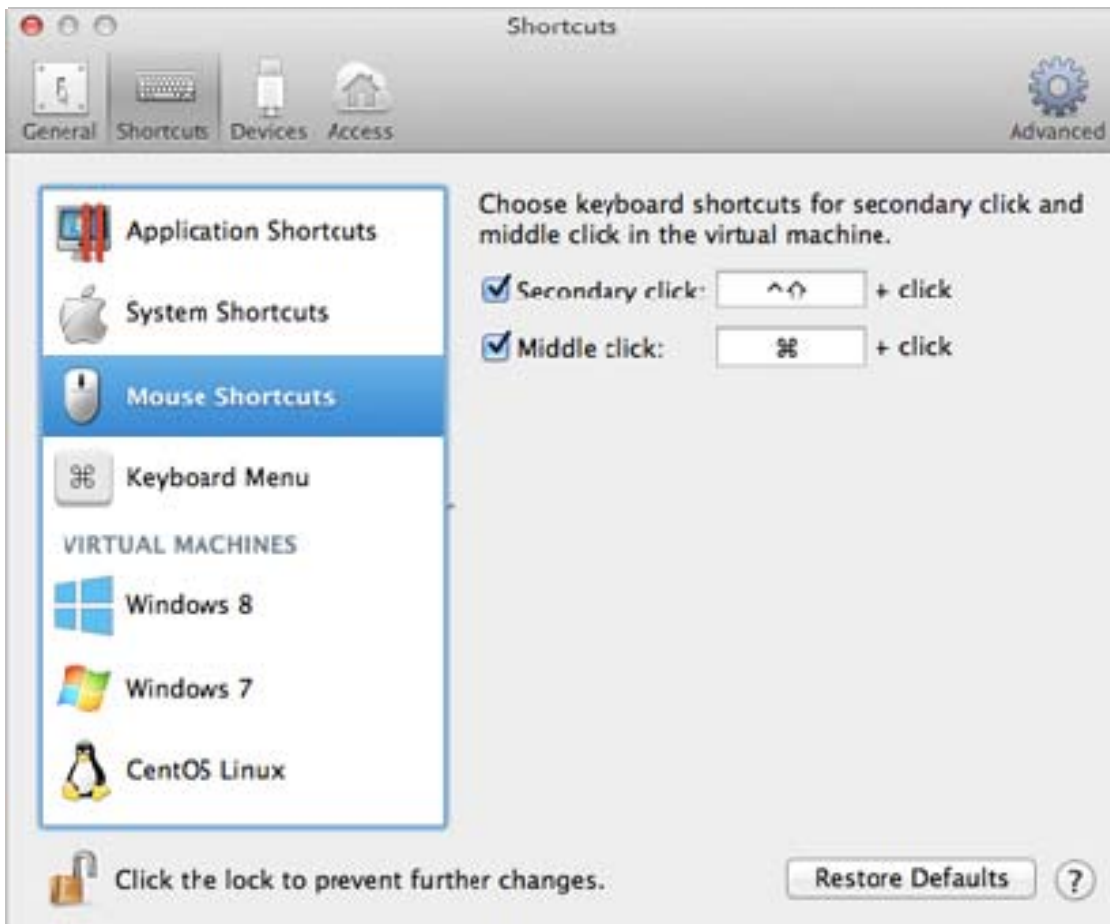 Shortcuts
General Shortcuts Devices Access Advanced
Application Shortcuts
System Shortcuts
Mouse Shortcuts
⌘ Keyboard Menu
VIRTUAL MACHINES
Windows 8
Windows 7
CentOS Linux
Choose keyboard shortcuts for secondary click and
middle click in the virtual machine.
Secondary click: ^⇧ + click
Middle click: ⌘ + click
Click the lock to prevent further changes.
Restore Defaults ?